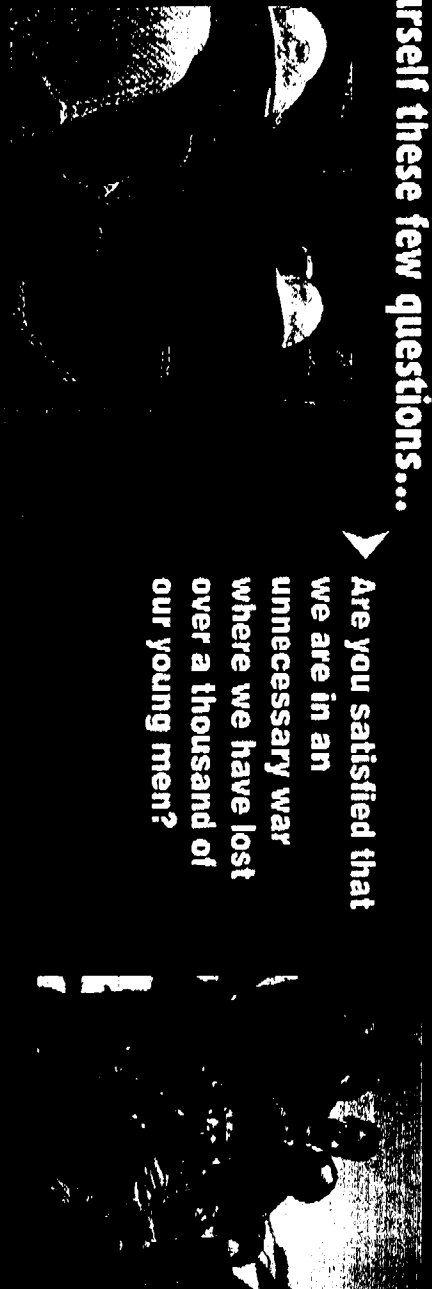 these few questions...
Are you satisfied that
we are in an
unnecessary war
where we have lost
over a thousand of
our young men?